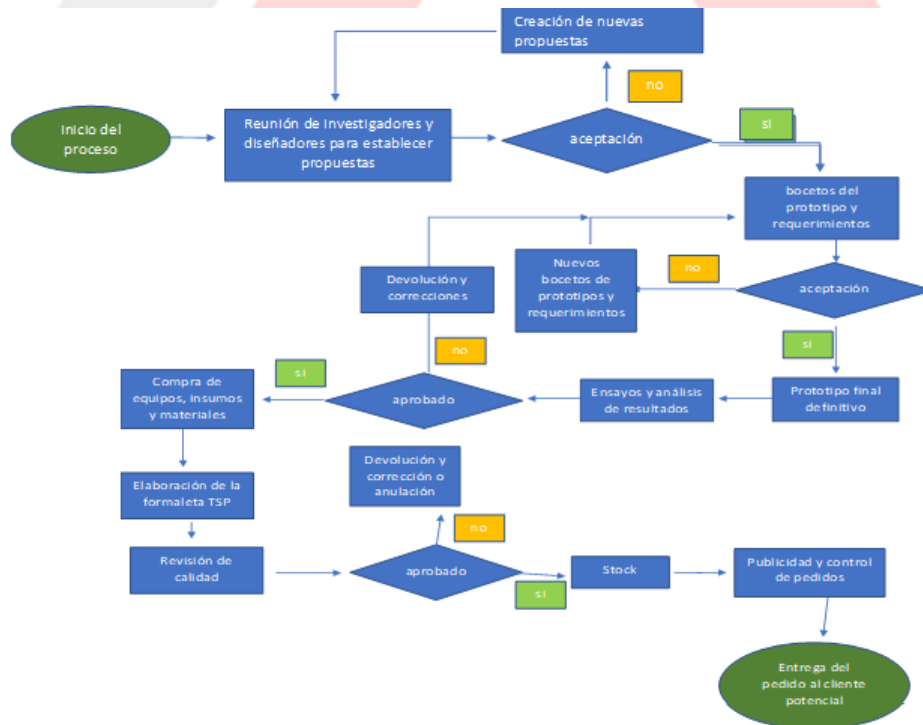 Creación de nuevas
propuestas
no
Inicio del
proceso
Reunión de investigadores y
diseñadores para establecer
propuestas
aceptación
si
bocetos del
prototipo y
requerimientos
Devolución y
correcciones
Nuevos
bocetos de
prototipos y
requerimientos
no
aceptación
no
si
si
Compra de
equipos, insumos
y materiales
aprobado
Ensayos y análisis
de resultados
Prototipo final
definitivo
Devolución y
corrección o
anulación
Elaboración de la
formaleta TSP
no
Revisión de
calidad
aprobado
si
Stock
Publicidad y control
de pedidos
Entrega del
pedido al cliente
potencial